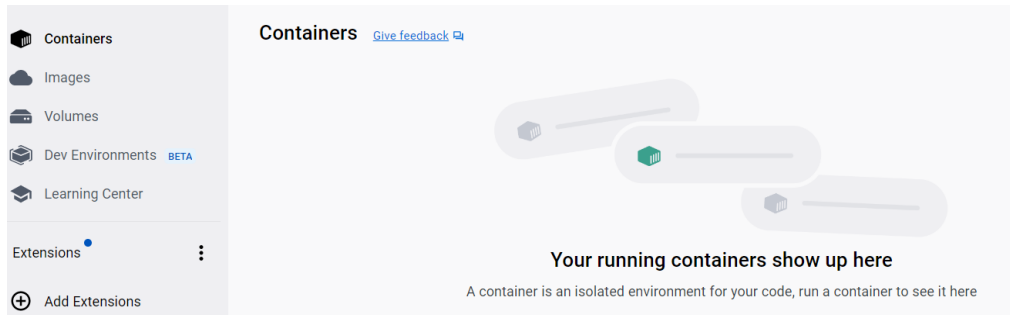 Containers
Images
Volumes
Dev Environments BETA
Learning Center
Extensions
Add Extensions
Containers Give feedback
Your running containers show up here
A container is an isolated environment for your code, run a container to see it here